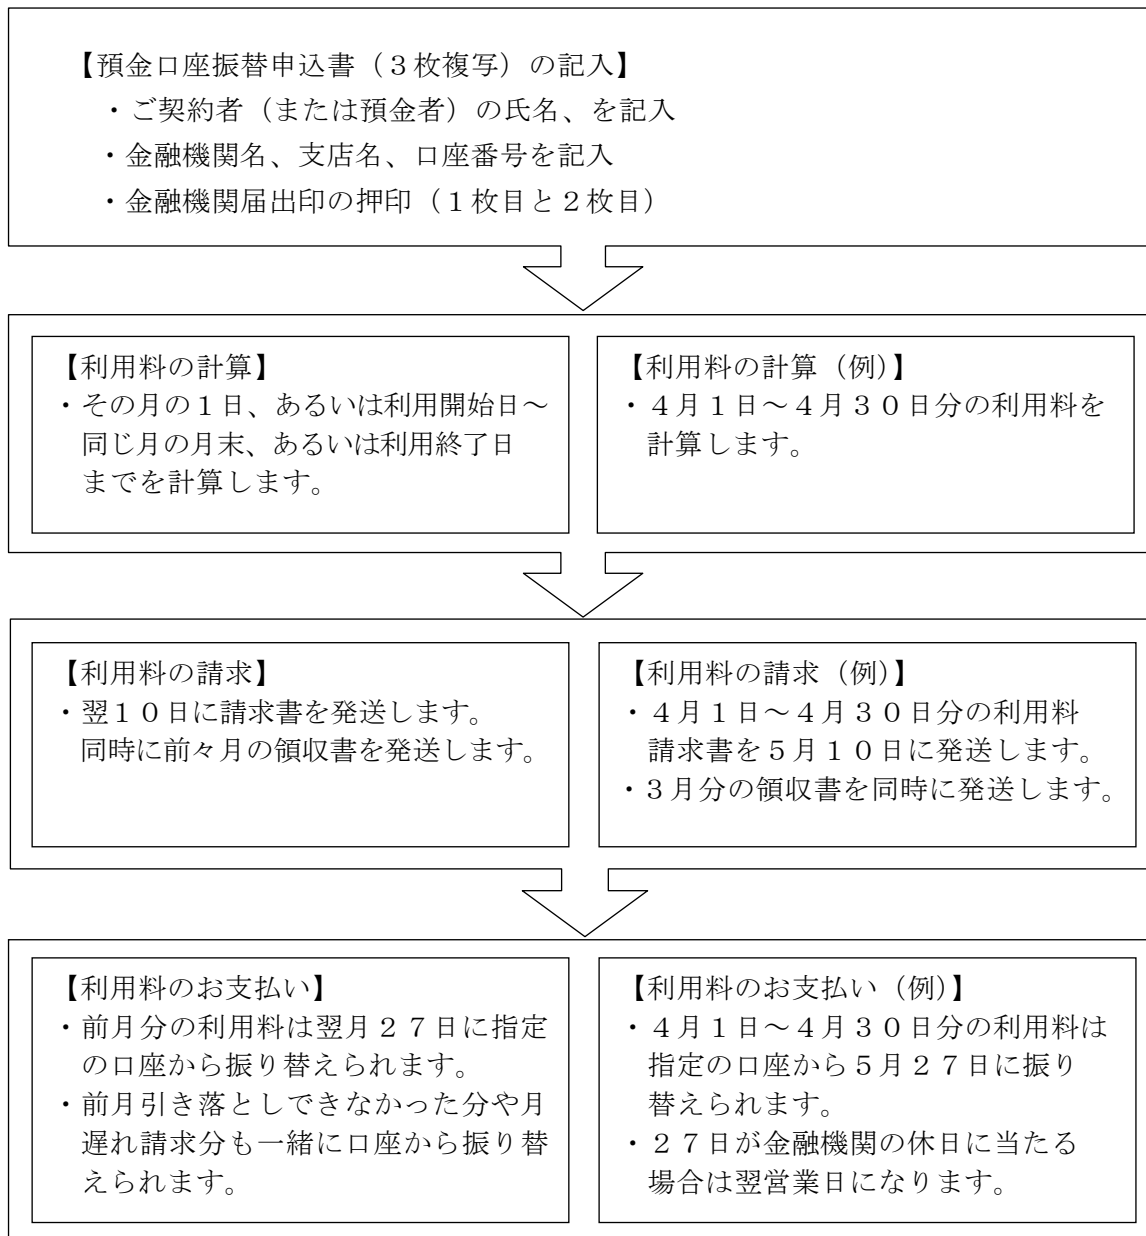 【預金口座振替申込書（３枚複写）の記入】
・ご契約者（または預金者）の氏名、を記入
・金融機関名、支店名、口座番号を記入
・金融機関届出印の押印（１枚目と２枚目）
【利用料の計算】
・その月の１日、あるいは利用開始日～
同じ月の月末、あるいは利用終了日
までを計算します。
【利用料の計算（例）】
・４月１日～４月３０日分の利用料を
計算します。
【利用料の請求】
・翌１０日に請求書を発送します。
同時に前々月の領収書を発送します。
【利用料の請求（例）】
・４月１日～４月３０日分の利用料
請求書を５月１０日に発送します。
・３月分の領収書を同時に発送します。
【利用料のお支払い】
・前月分の利用料は翌月２７日に指定
の口座から振り替えられます。
・前月引き落としできなかった分や月
遅れ請求分も一緒に口座から振り替
えられます。
【利用料のお支払い（例）】
・４月１日～４月３０日分の利用料は
指定の口座から５月２７日に振り
替えられます。
・２７日が金融機関の休日に当たる
場合は翌営業日になります。